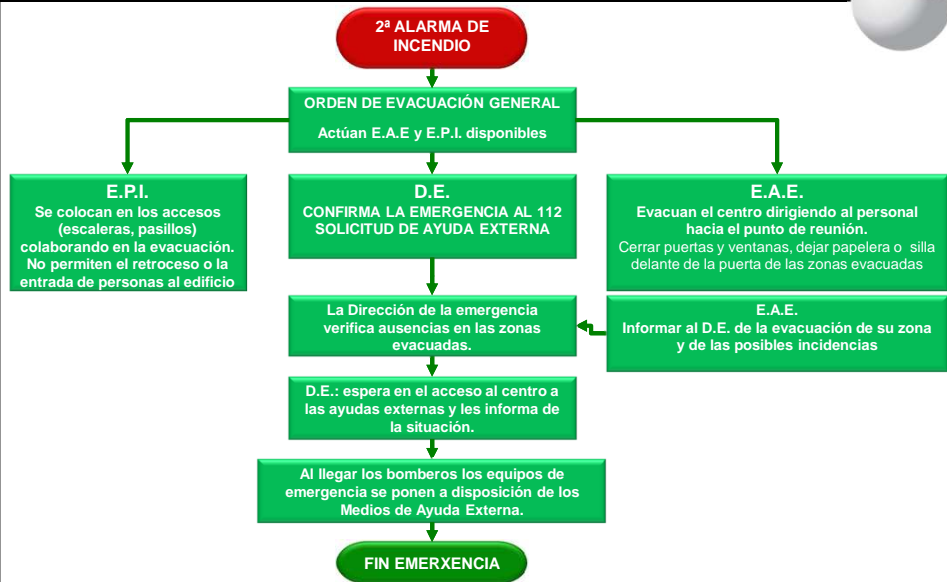 2ª ALARMA DE
INCENDIO
ORDEN DE EVACUACIÓN GENERAL
Actúan E.A.E y E.P.I. disponibles
E.P.I.
Se colocan en los accesos
(escaleras, pasillos)
colaborando en la evacuación.
No permiten el retroceso o la
entrada de personas al edificio
D.E.
CONFIRMA LA EMERGENCIA AL 112
SOLICITUD DE AYUDA EXTERNA
E.A.E.
Evacuan el centro dirigiendo al personal
hacia el punto de reunión.
Cerrar puertas y ventanas, dejar papelera o silla
delante de la puerta de las zonas evacuadas
La Dirección de la emergencia
verifica ausencias en las zonas
evacuadas.
E.A.E.
Informar al D.E. de la evacuación de su zona
y de las posibles incidencias
D.E.: espera en el acceso al centro a
las ayudas externas y les informa de
la situación.
Al llegar los bomberos los equipos de
emergencia se ponen a disposición de los
Medios de Ayuda Externa.
FIN EMERXENCIA